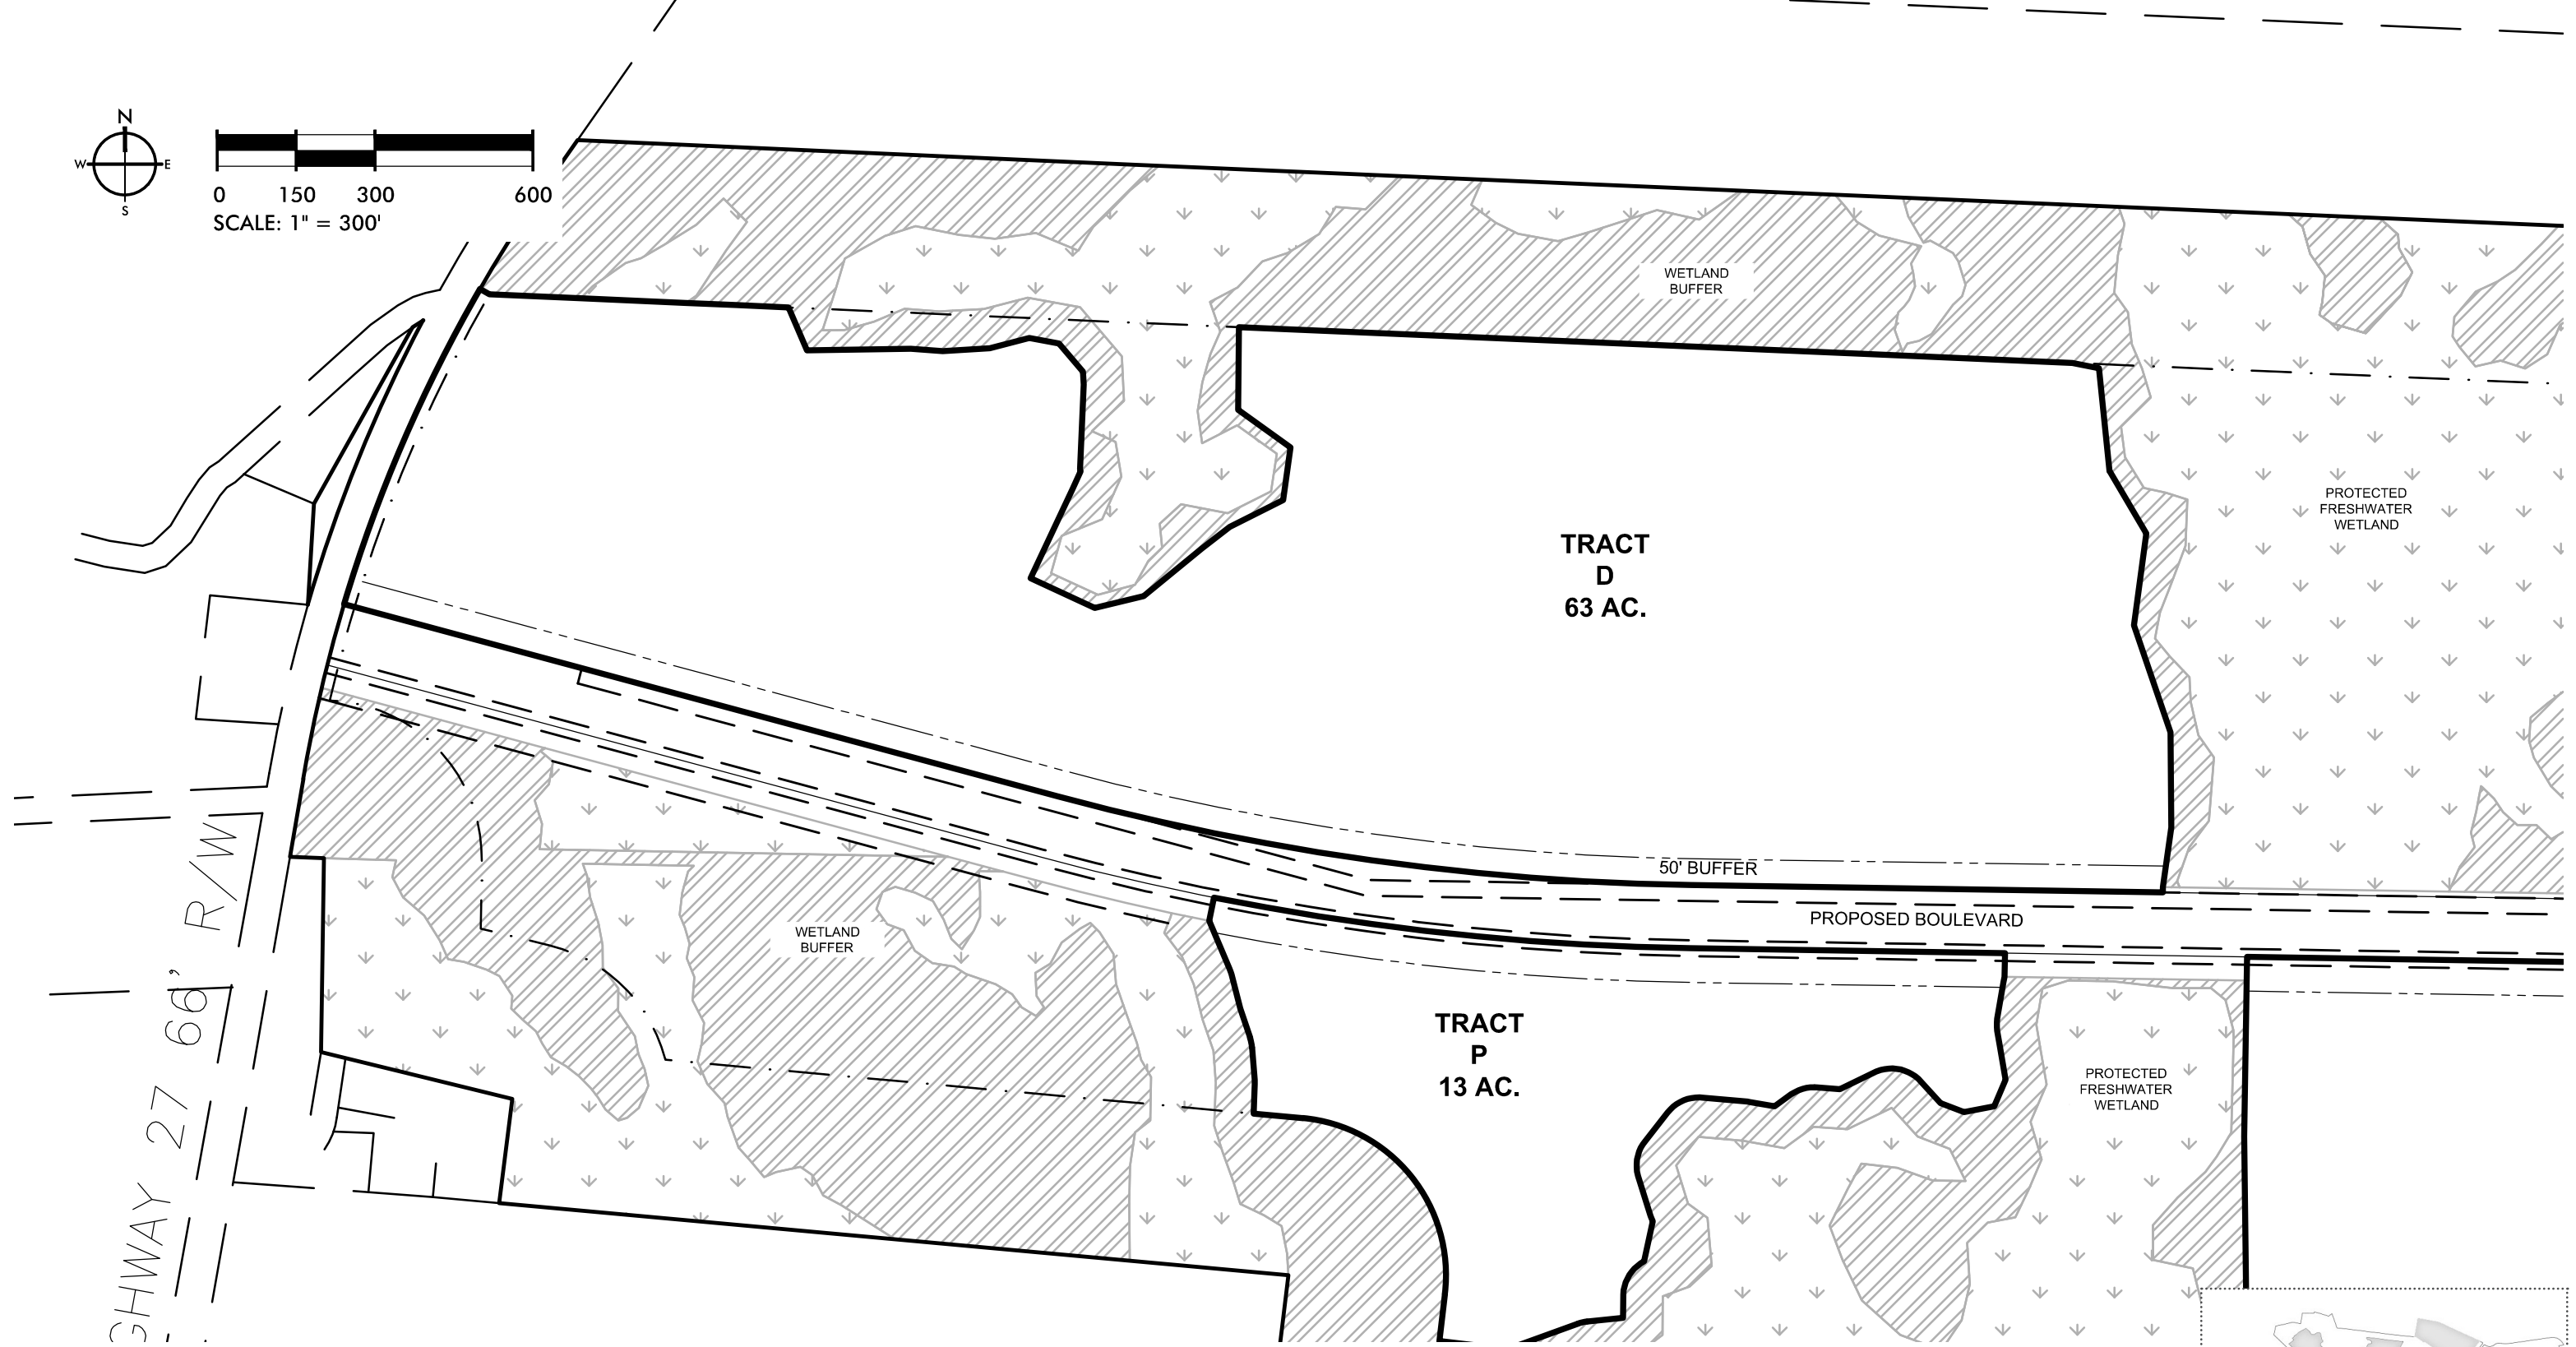 N
W E
S
0 150 300 600
SCALE: 1" = 300'
WETLAND
BUFFER
PROTECTED
FRESHWATER
WETLAND
TRACT
D
63 AC.
50' BUFFER
PROPOSED BOULEVARD
WETLAND
BUFFER
TRACT
P
13 AC.
PROTECTED
FRESHWATER
WETLAND
GHWAY 27 66' R/W